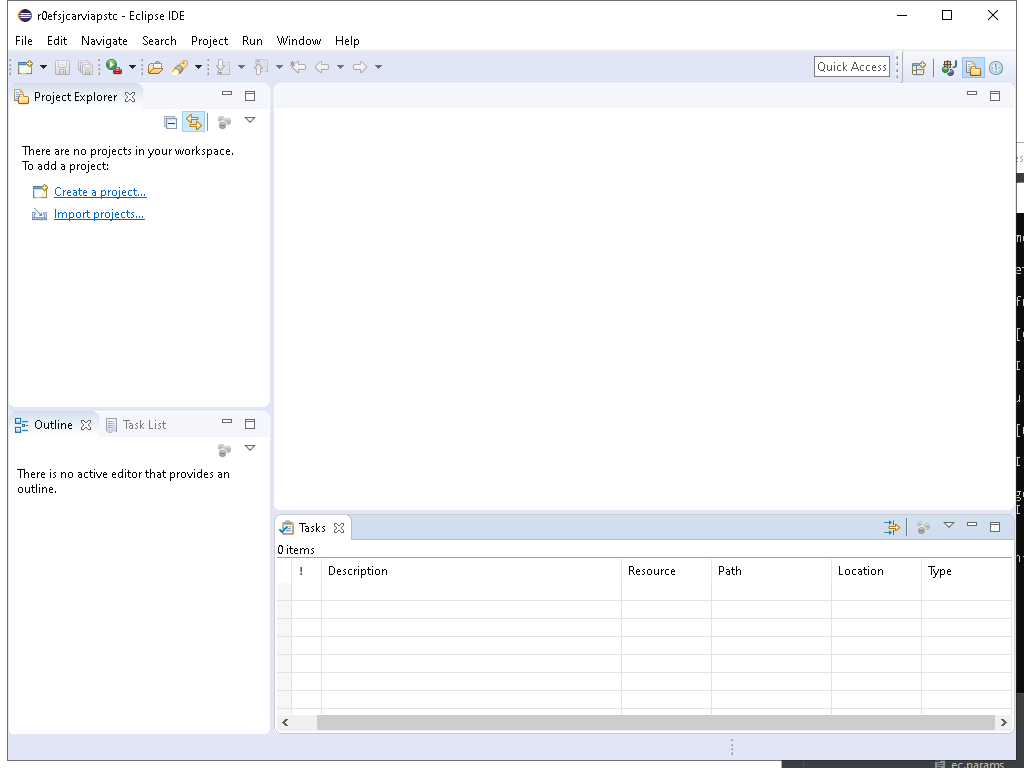 r0efsjcarviapstc - Eclipse IDE
File Edit Navigate Search Project Run Window Help
Quick Access
Project Explorer
There are no projects in your workspace.
To add a project:
Create a project...
Import projects...
Outline Task List
There is no active editor that provides an
outline.
Tasks
0 items
! Description Resource Path Location Type
ec.params